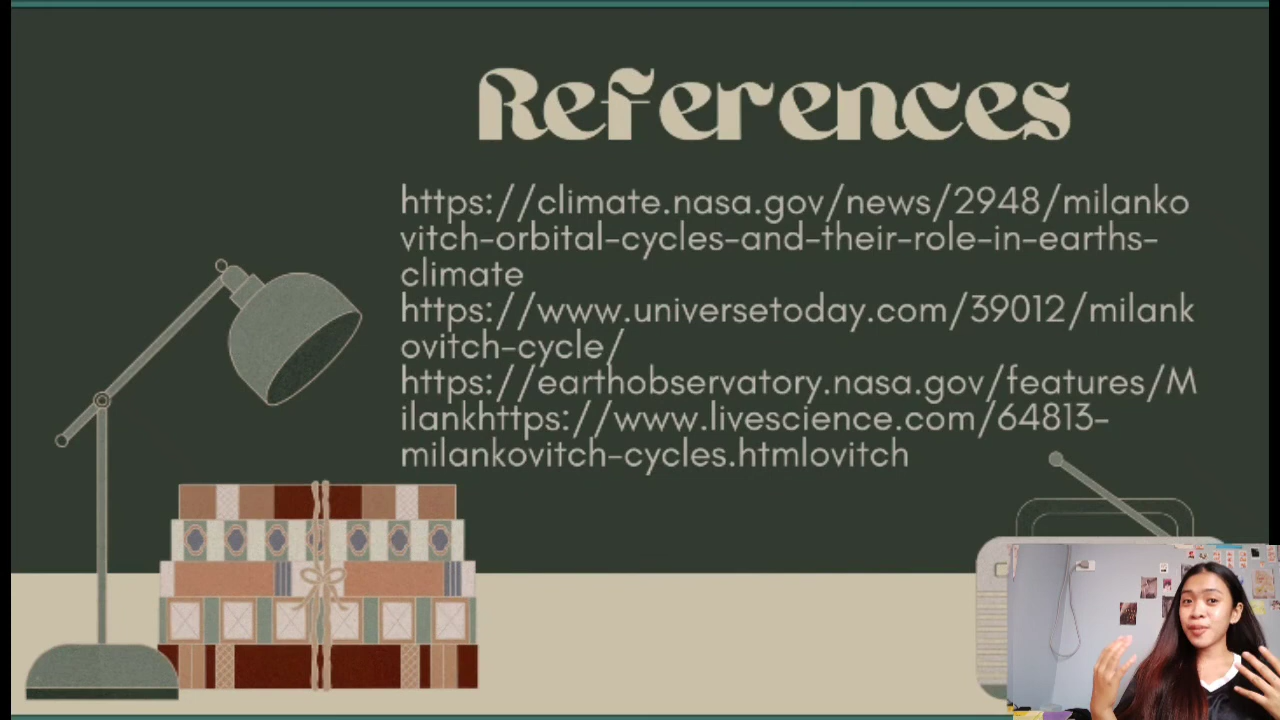 References
https://climate.nasa.gov/news/2948/milanko
vitch-orbital-cycles-and-their-role-in-earths-
climate
https://www.universetoday.com/39012/milank
ovitch-cycle/
https://earthobservatory.nasa.gov/features/M
ilankhttps://www.livescience.com/64813-
milankovitch-cycles.htmlovitch